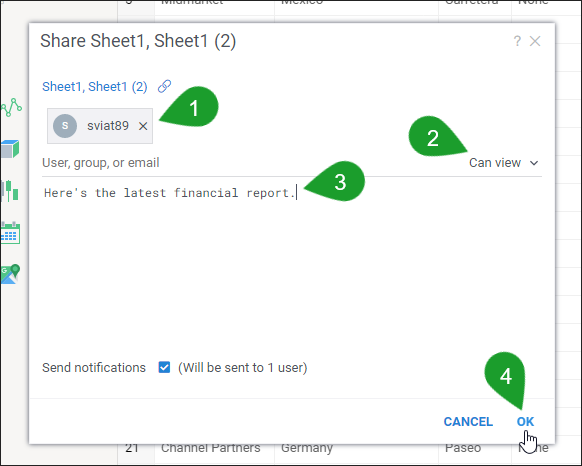 Midmarket Mexico Carretera None
Share Sheet1, Sheet1 (2) ?
Sheet1, Sheet1 (2)
1
S sviat89
2
User, group, or email Can view
Here's the latest financial report.
3
Send notifications (Will be sent to 1 user)
4
CANCEL OK
21 Channel Partners Germany Paseo None